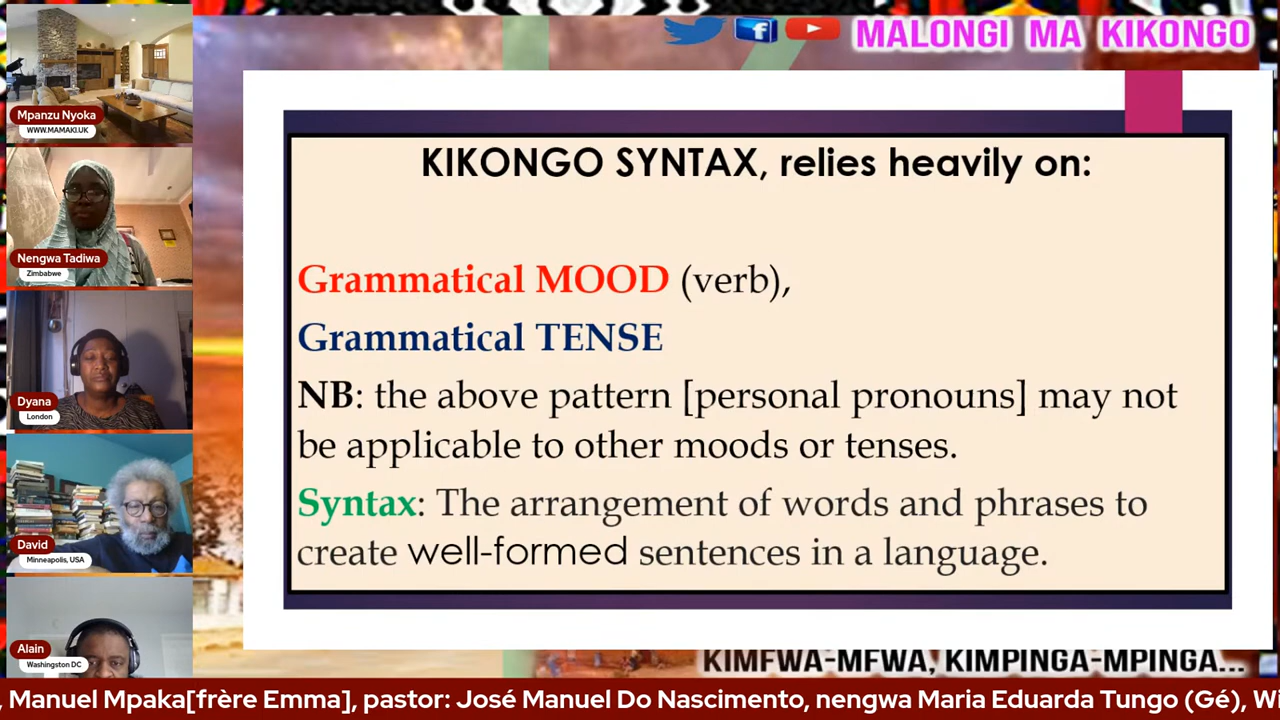 MALONGI MA KIKONGO
Mpanzu Nyoka
WWW.MAMAKI.UK
Nengwa Tadiwa
Zimbabwe
Dyana
London
David
Minneapolis, USA
Alain
Washingston DC
KIKONGO SYNTAX, relies heavily on:
Grammatical MOOD (verb),
Grammatical TENSE
NB: the above pattern [personal pronouns] may not
be applicable to other moods or tenses.
Syntax: The arrangement of words and phrases to
create well-formed sentences in a language.
KIMFWA-MFWA, KIMPINGA-MPINGA...
, Manuel Mpaka[frère Emma], pastor: José Manuel Do Nascimento, nengwa Maria Eduarda Tungo (Gé), Wi